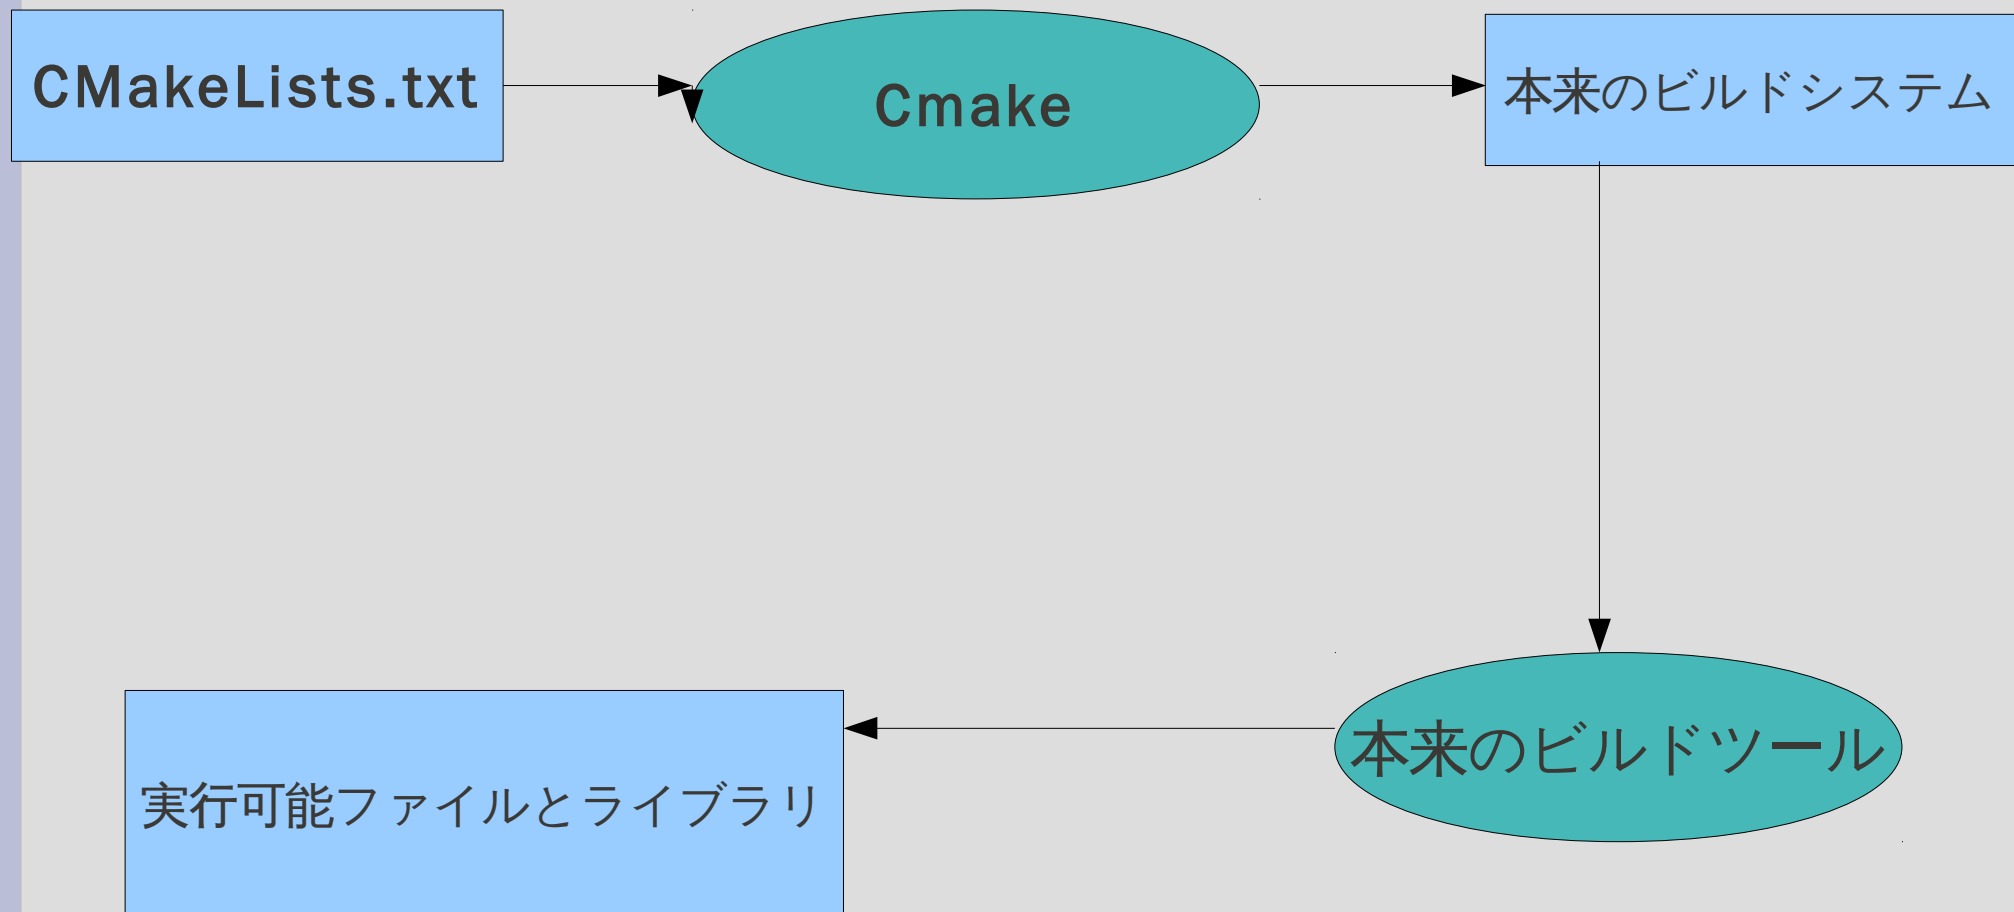 CMakeLists.txt
Cmake
本来のビルドシステム
本来のビルドツール
実行可能ファイルとライブラリ